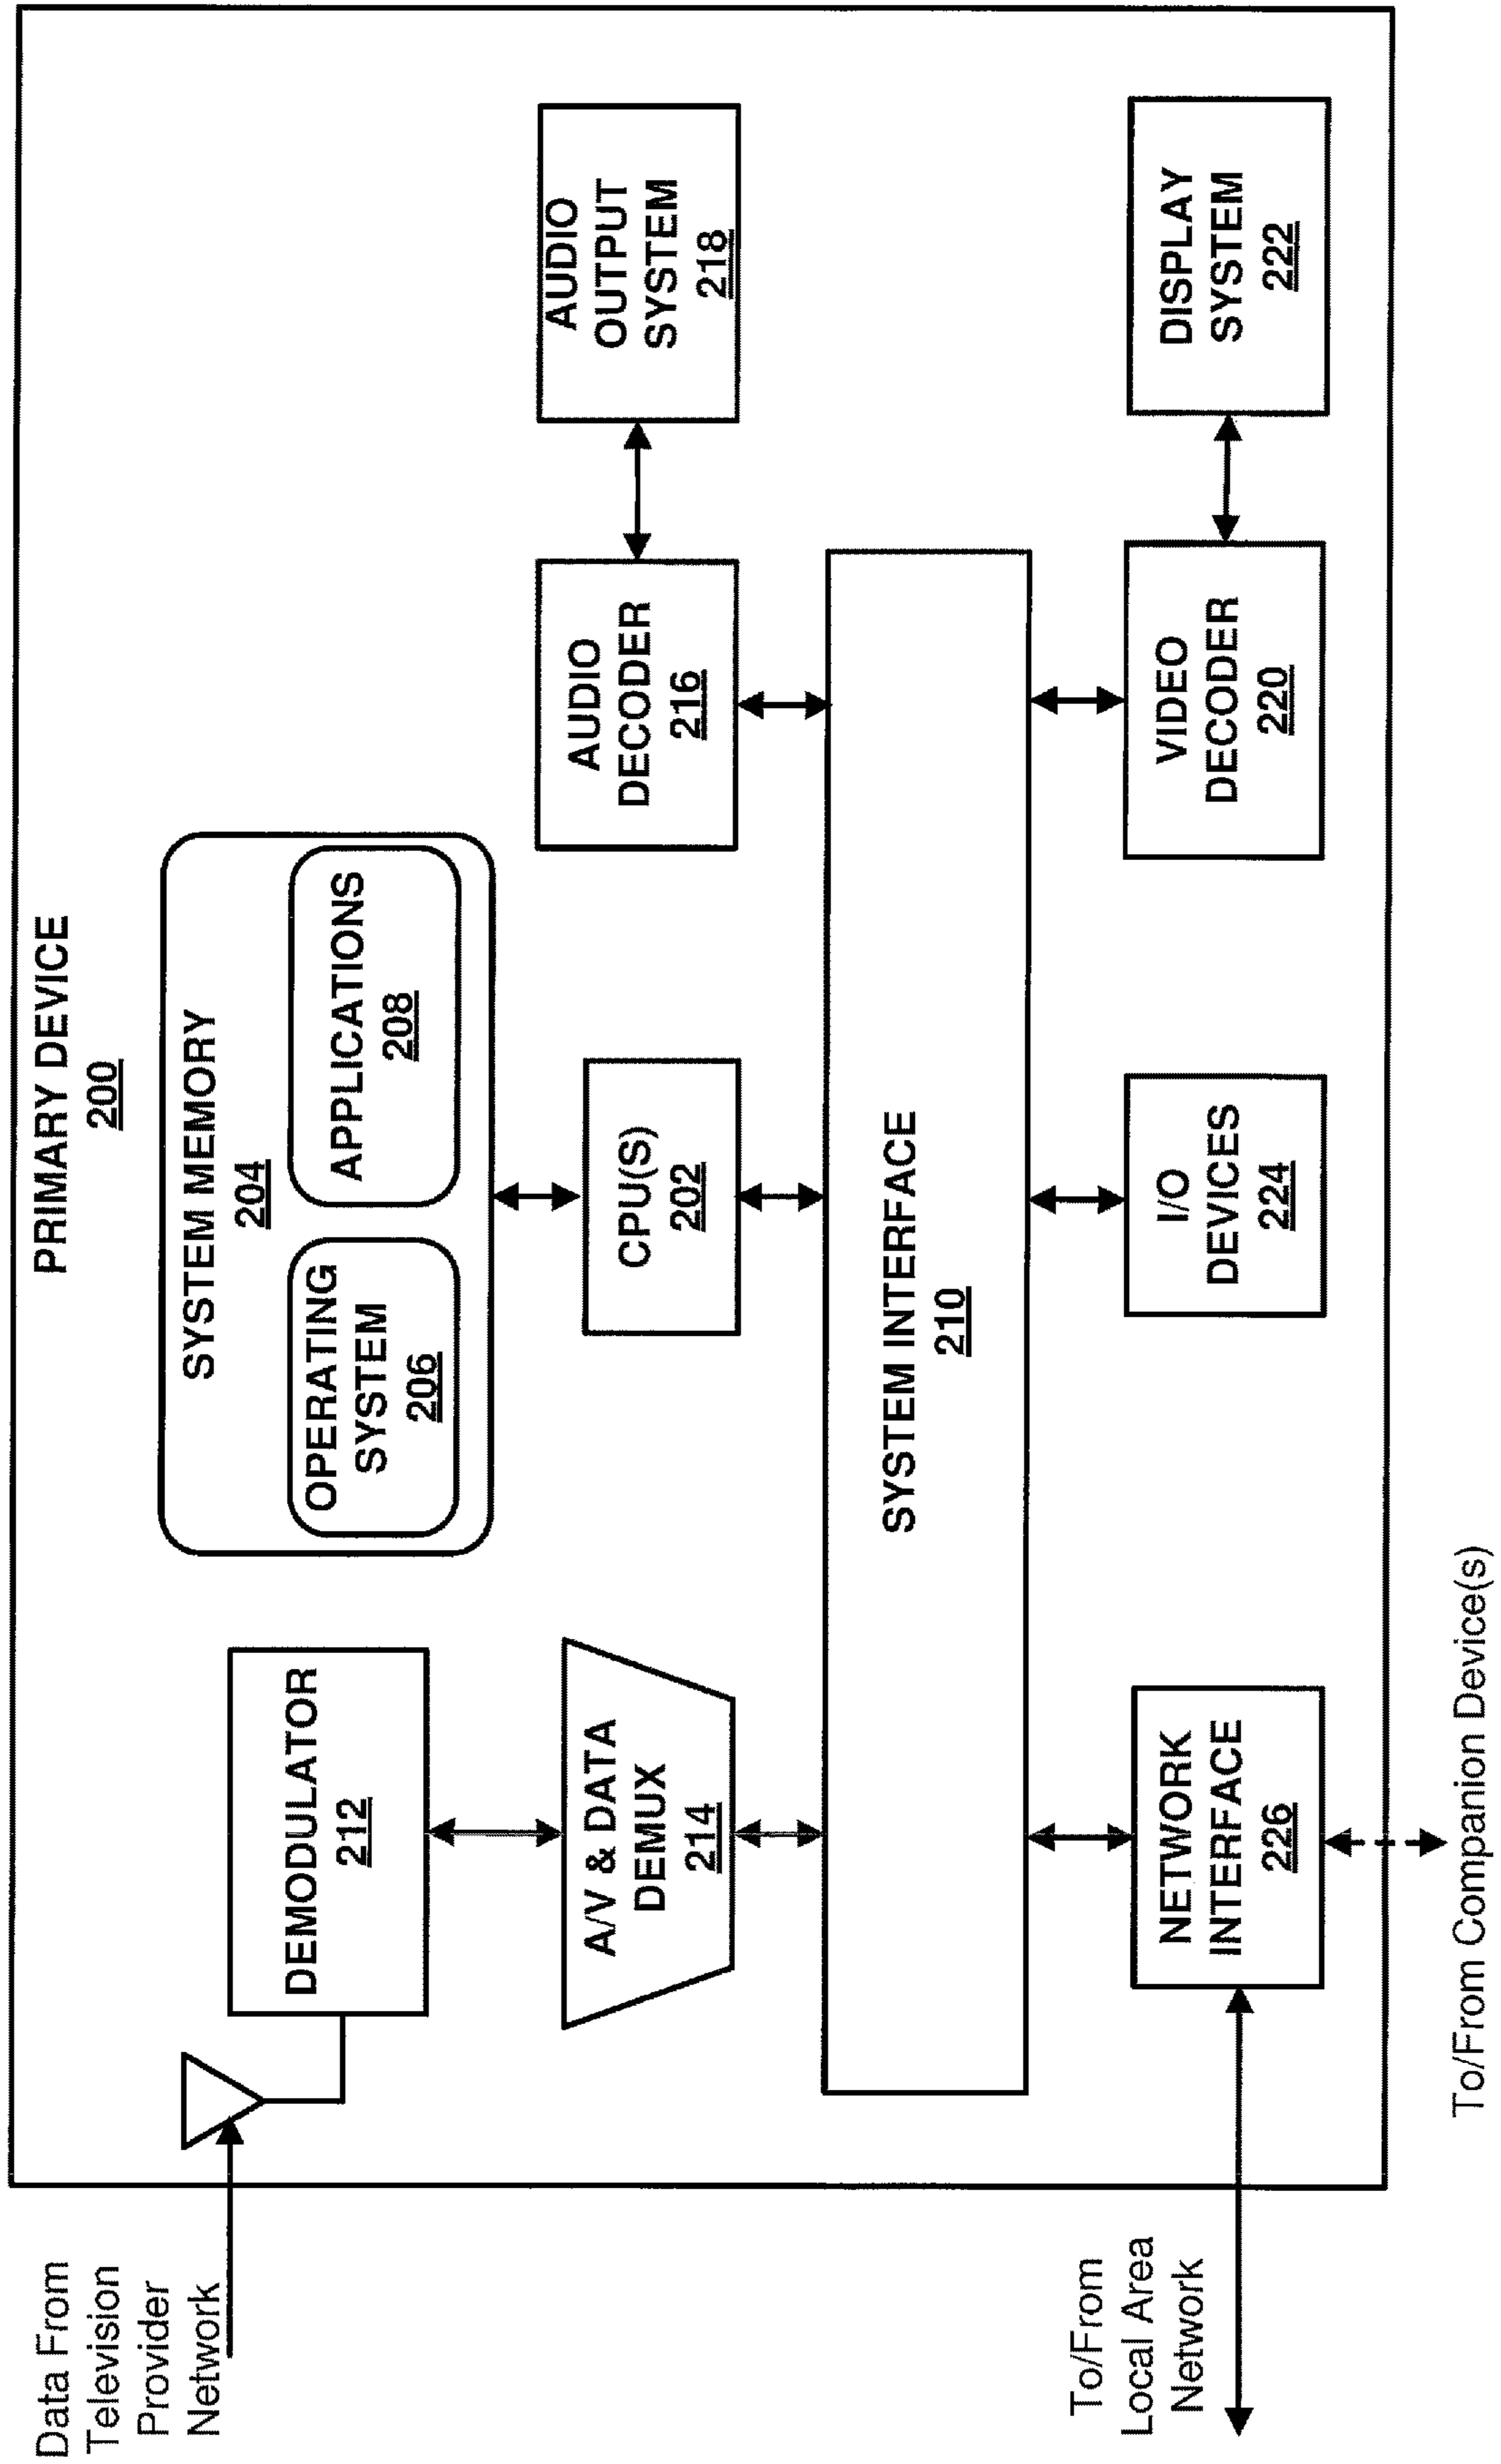 PRIMARY DEVICE
200
Data From
Television
Provider
Network
DEMODULATOR
212
SYSTEM MEMORY
204
OPERATING
SYSTEM
206
APPLICATIONS
208
A/V & DATA
DEMUX
214
CPU(S)
202
AUDIO
DECODER
216
AUDIO
OUTPUT
SYSTEM
218
SYSTEM INTERFACE
210
To/From
Local Area
Network
NETWORK
INTERFACE
226
I/O
DEVICES
224
VIDEO
DECODER
220
DISPLAY
SYSTEM
222
To/From Companion Device(s)